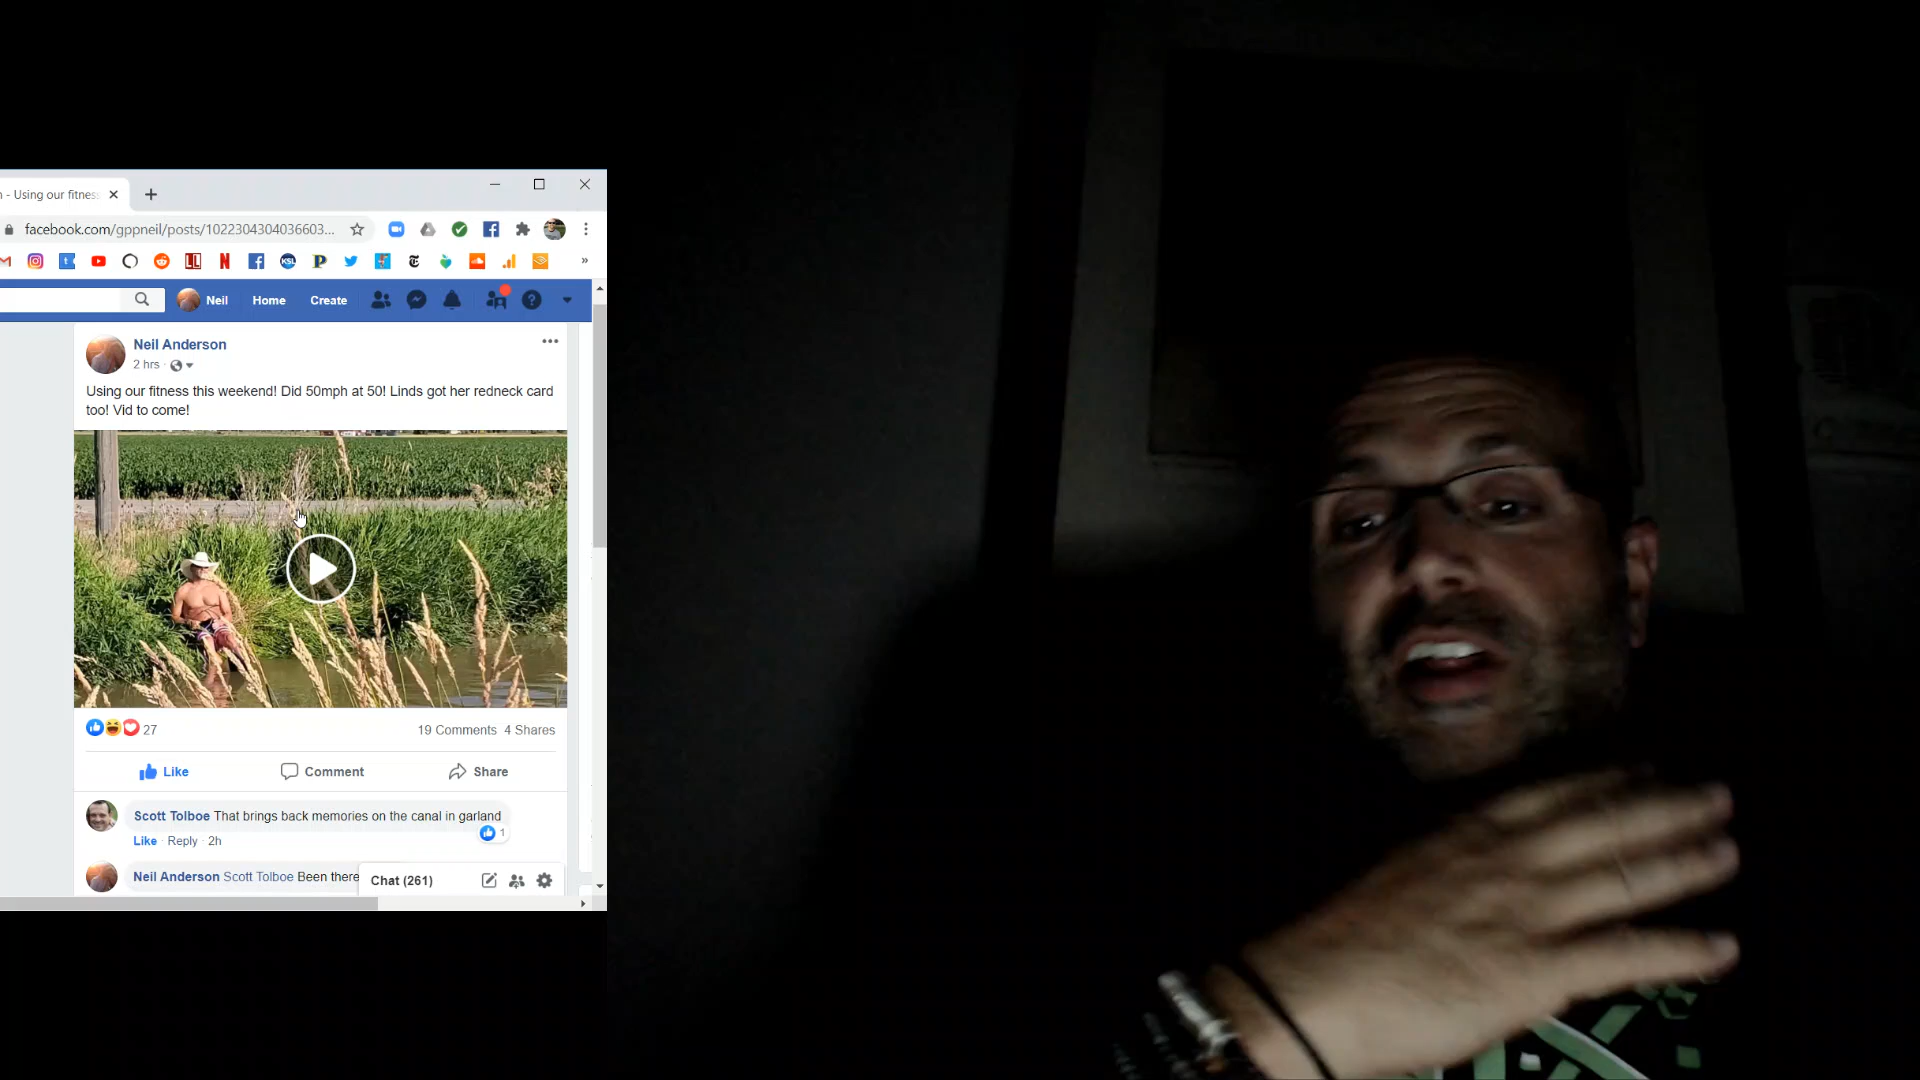 n - Using our fitnes
facebook.com/gppneil/posts/1022304304036603...
Neil Home Create
Neil Anderson
2 hrs
Using our fitness this weekend! Did 50mph at 50! Linds got her redneck card
too! Vid to come!
27 19 Comments 4 Shares
Like Comment Share
Scott Tolboe That brings back memories on the canal in garland
1
Like · Reply · 2h
Neil Anderson Scott Tolboe Been there
Chat (261)